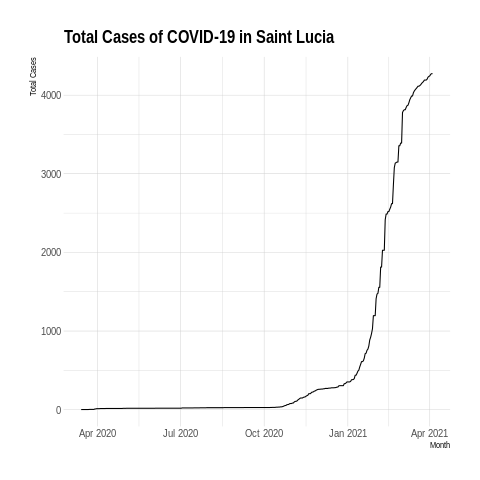 Total Cases of COVID-19 in Saint Lucia
Total Cases
4000
3000
2000
1000
0
Apr 2020 Jul 2020 Oct 2020 Jan 2021 Apr 2021
Month